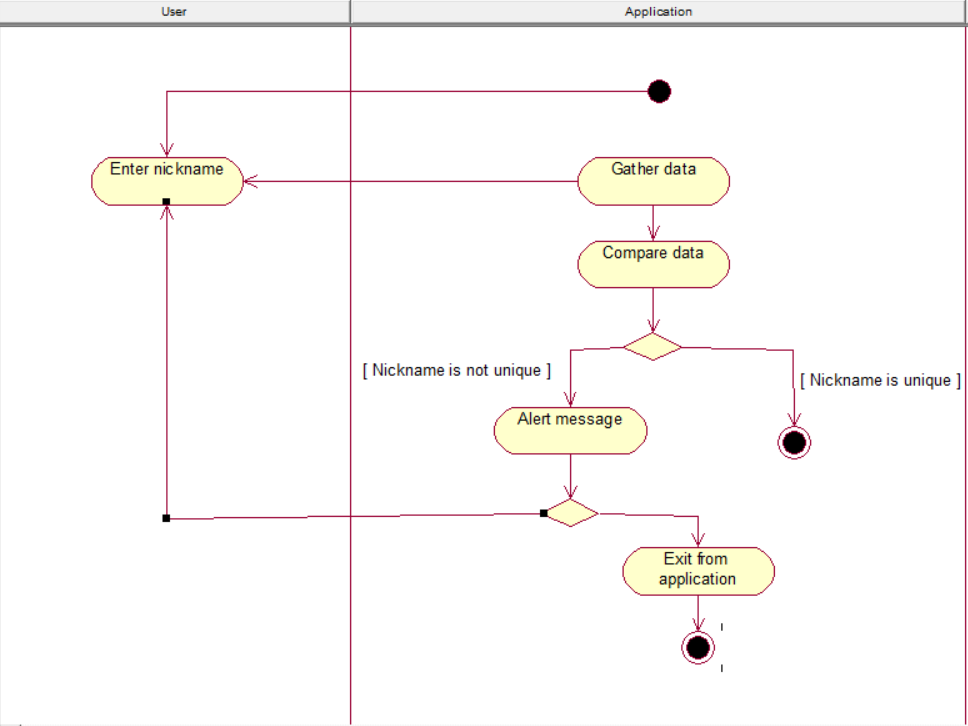 User
Application
Enter nickname
Gather data
Compare data
[ Nickname is not unique ]
[ Nickname is unique ]
Alert message
Exit from
application